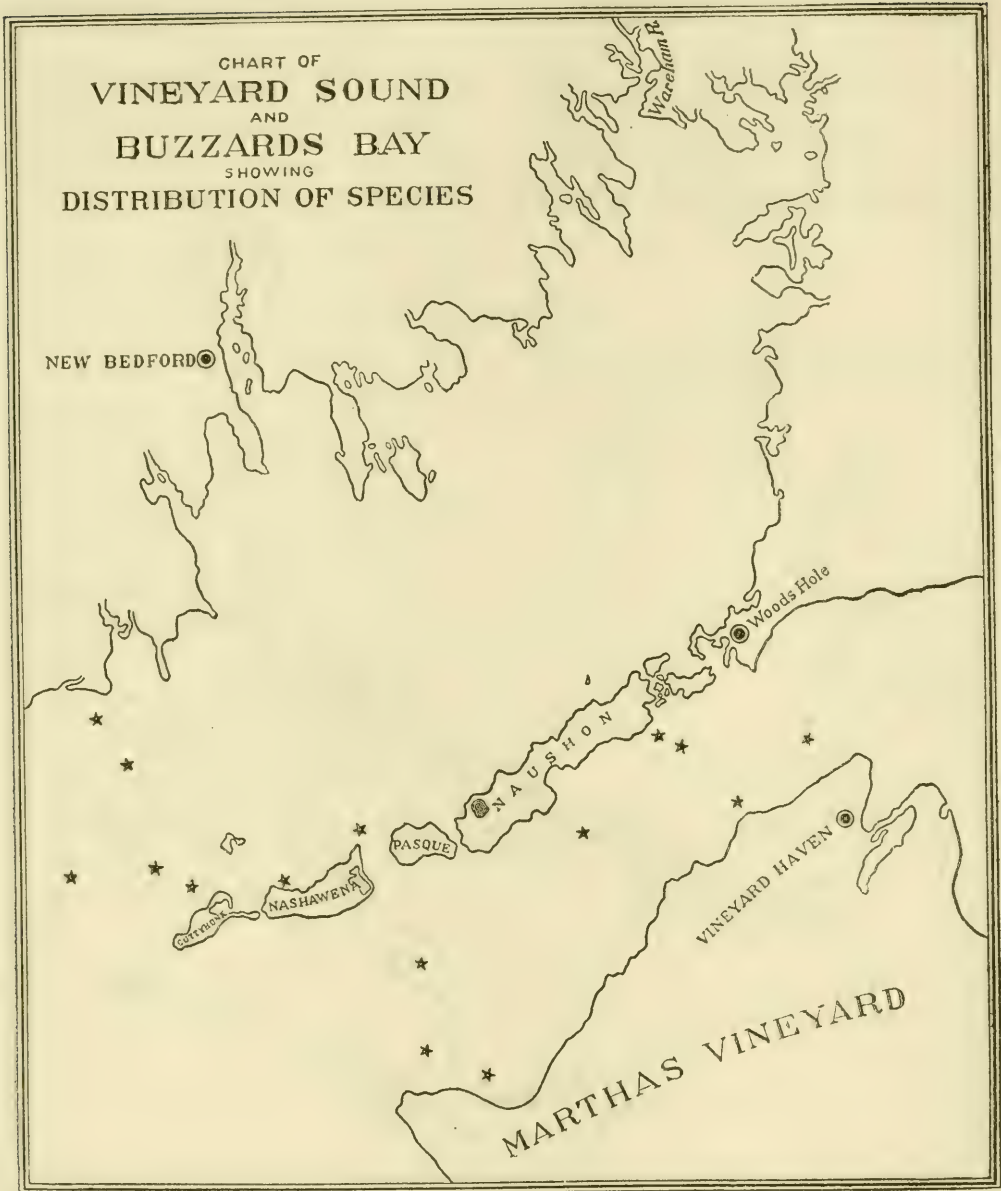 CHART OF
VINEYARD SOUND
AND
BUZZARDS BAY
SHOWING
DISTRIBUTION OF SPECIES
Wareham R.
NEW BEDFORD
Woods Hole
NAUSHON
PASQUE
NASHAWENA
CUTTYHUNK
VINEYARD HAVEN
MARTHAS VINEYARD